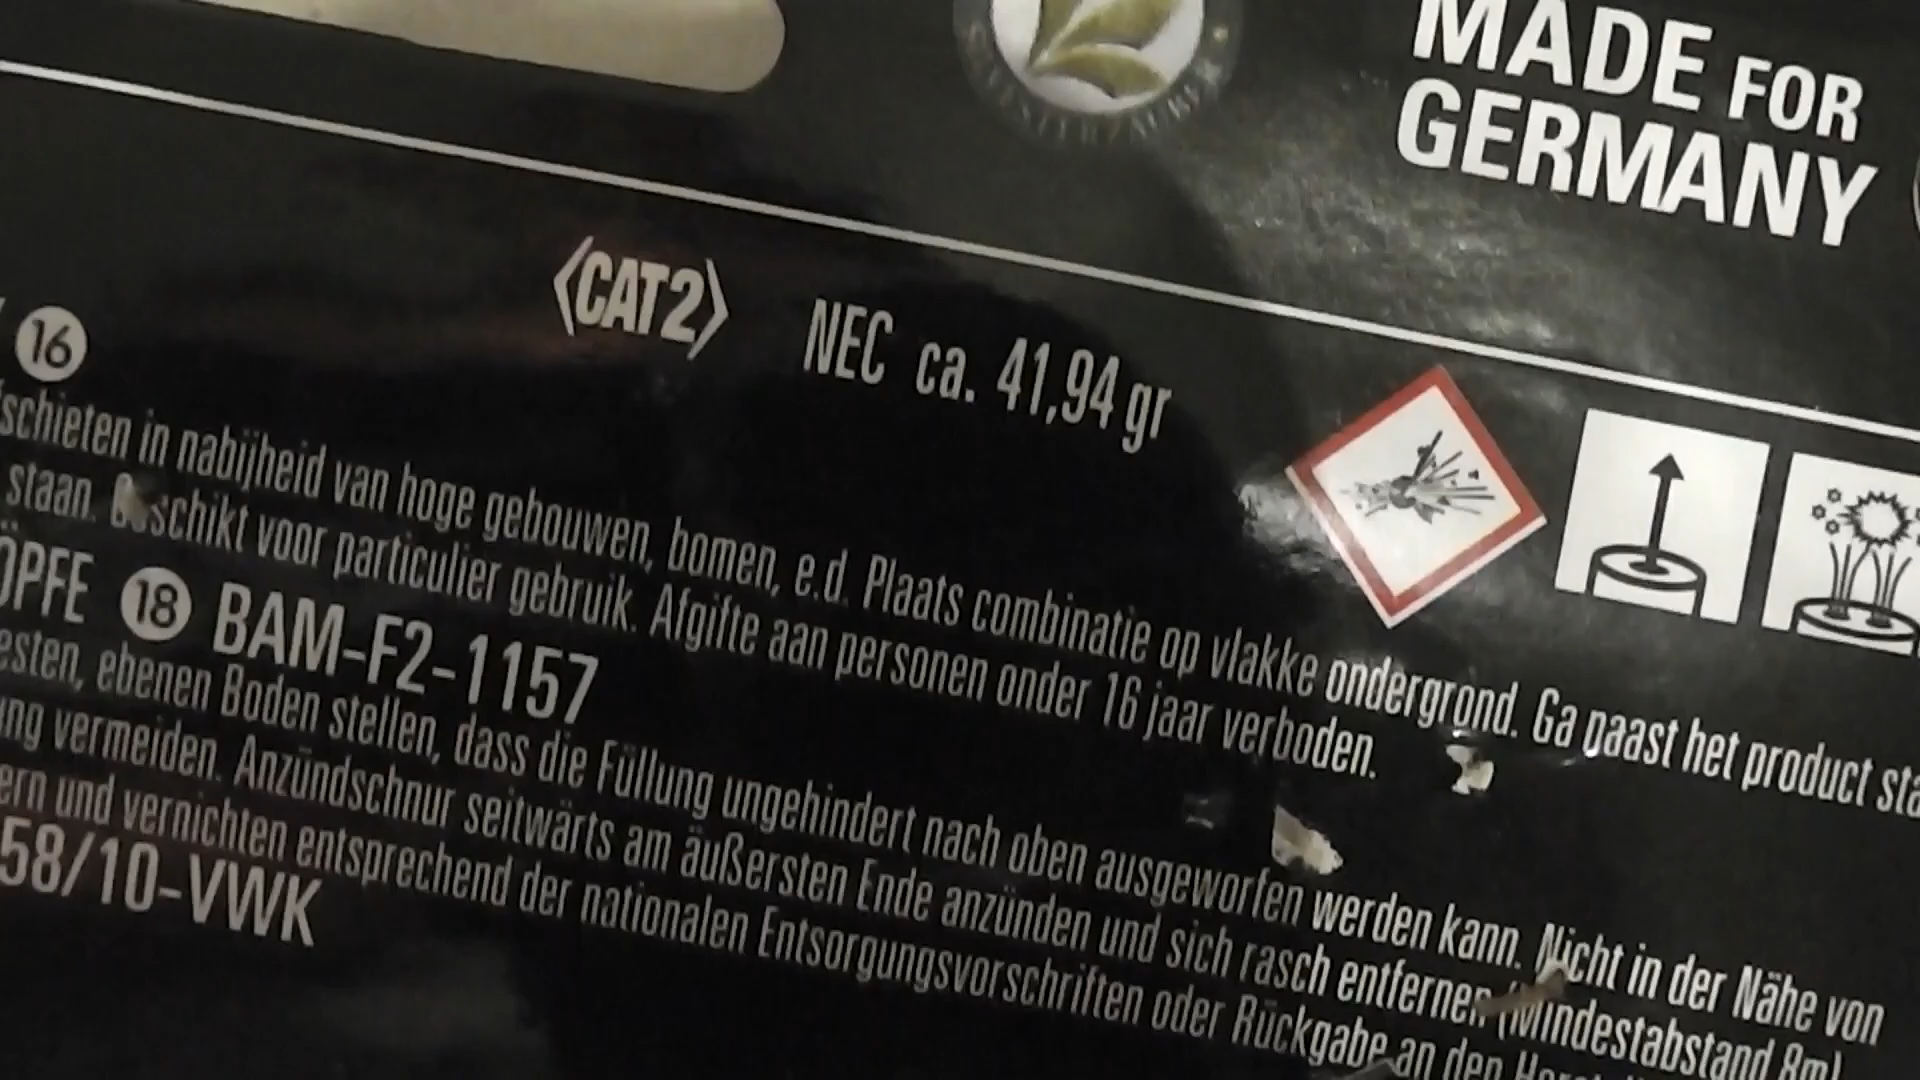 MADE FOR
GERMANY
<CAT2> NEC ca. 41,94 gr
16
schieten in nabijheid van hoge gebouwen, bomen, e.d. Plaats combinatie op vlakke ondergrond. Ga naast het product
staan. Geschikt voor particulier gebruik. Afgifte aan personen onder 16 jaar verboden.
ÖPFE 18 BAM-F2-1157
esten, ebenen Boden stellen, dass die Füllung ungehindert nach oben ausgeworfen werden kann. Nicht in der Nähe von
ung vermeiden. Anzündschnur seitwärts am äußersten Ende anzünden und sich rasch entfernen (Mindestabstand 8m)
ern und vernichten entsprechend der nationalen Entsorgungsvorschriften oder Rückgabe an den
58/10-VWK